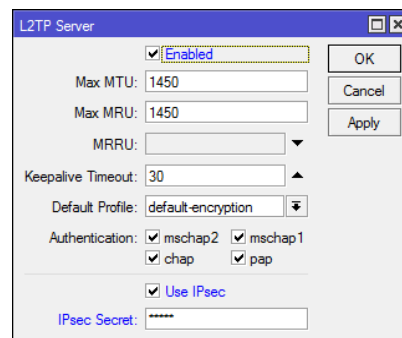 L2TP Server
Enabled
OK
Max MTU: 1450
Cancel
Max MRU: 1450
Apply
MRRU:
Keepalive Timeout: 30
Default Profile: default-encryption
Authentication: mschap2 mschap1
chap pap
Use IPsec
IPsec Secret: *****